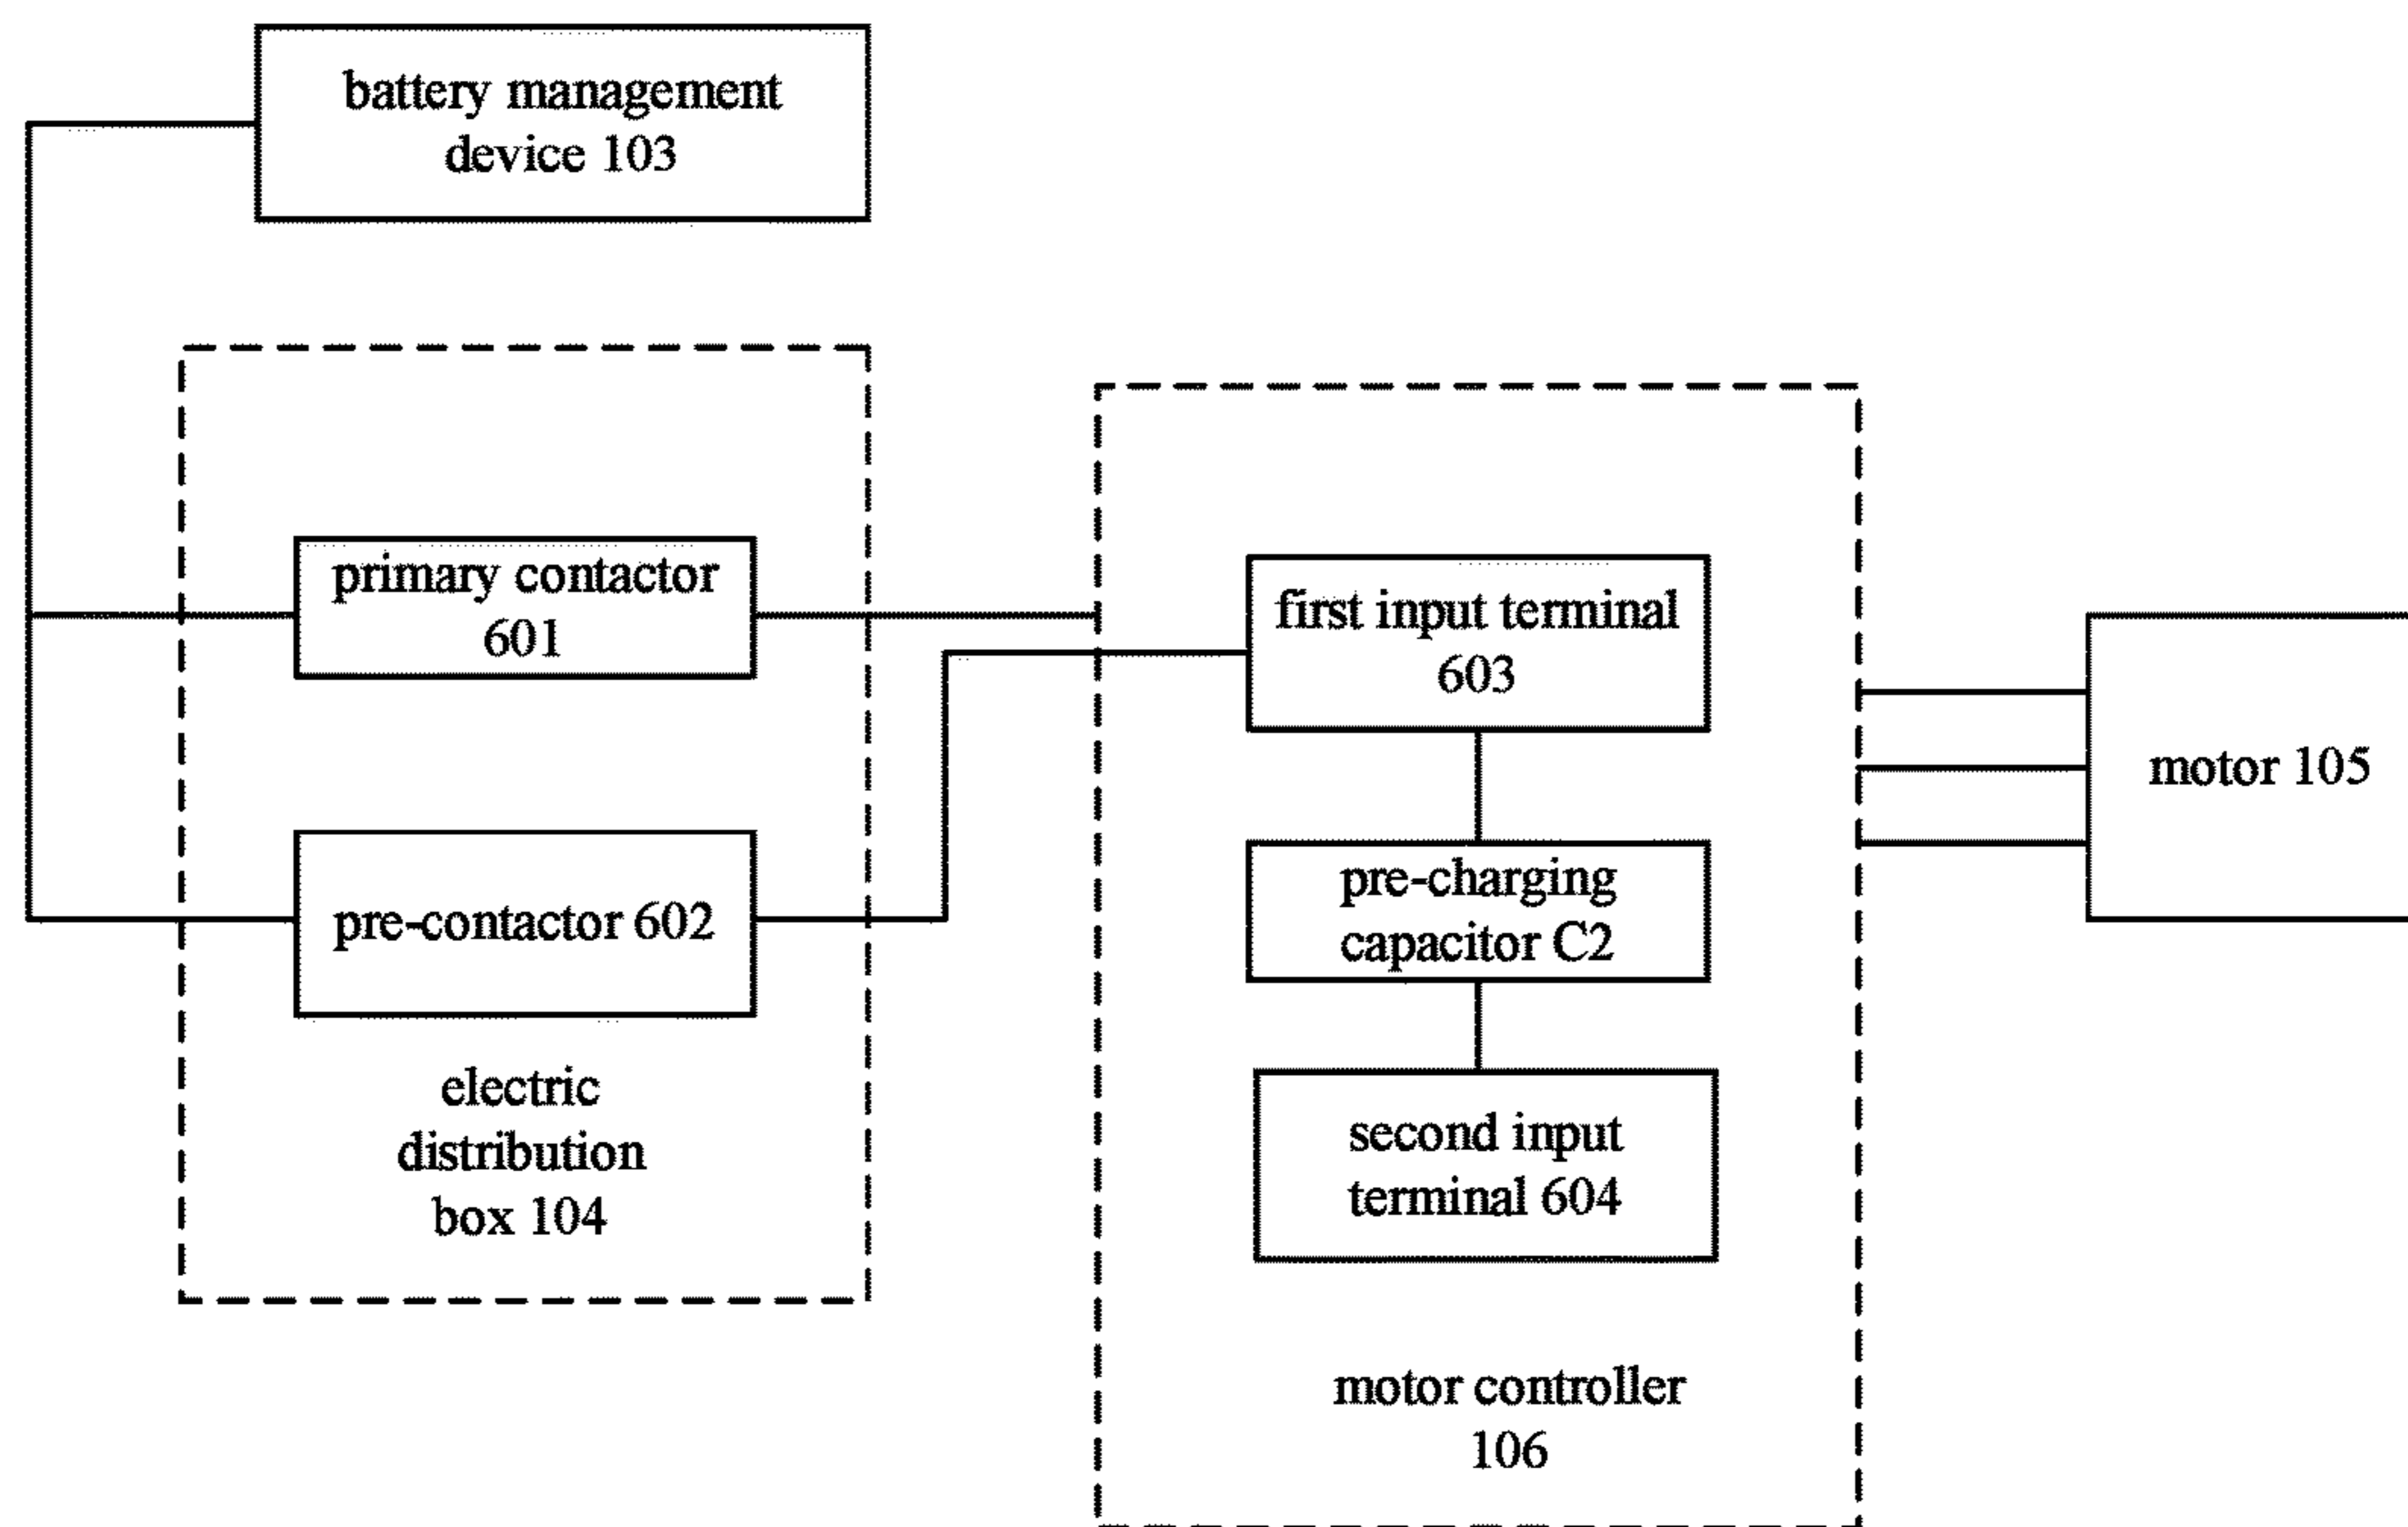 battery management
device 103
primary contactor
601
pre-contactor 602
electric
distribution
box 104
first input terminal
603
pre-charging
capacitor C2
second input
terminal 604
motor controller
106
motor 105